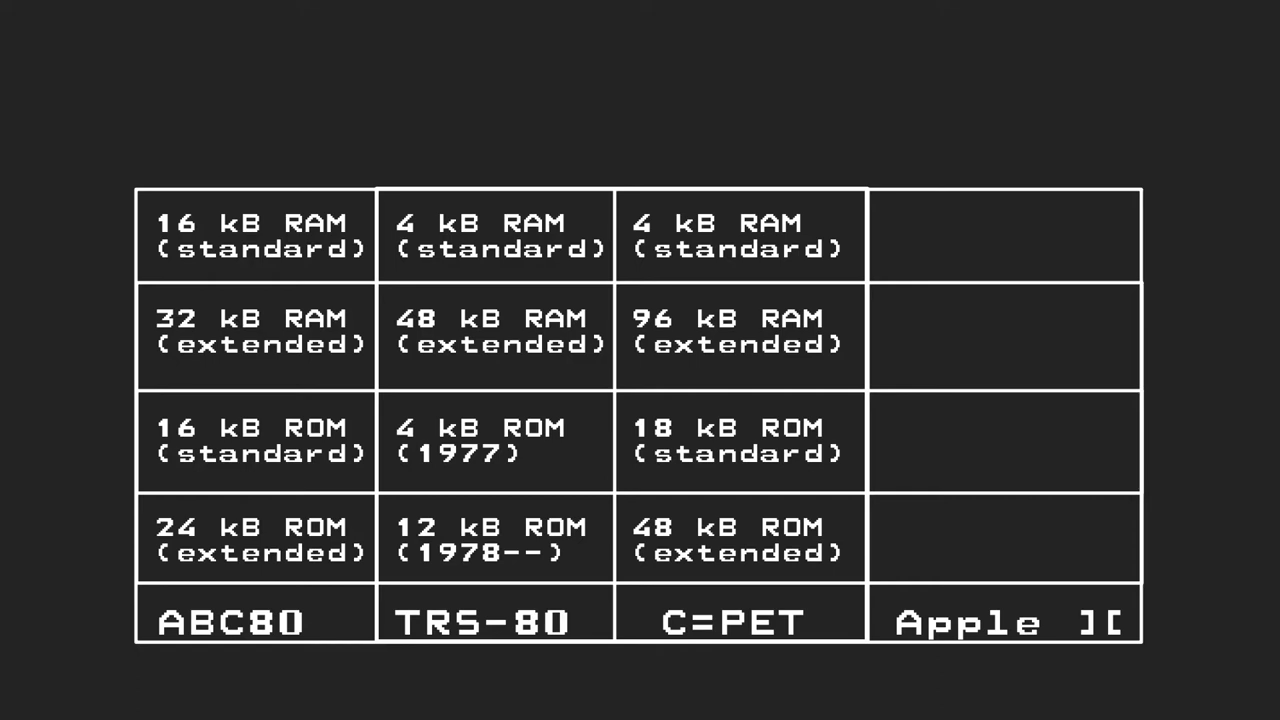 16 kB RAM
(standard)
4 kB RAM
(standard)
4 kB RAM
(standard)
32 kB RAM
(extended)
48 kB RAM
(extended)
96 kB RAM
(extended)
16 kB ROM
(standard)
4 kB ROM
(1977)
18 kB ROM
(standard)
24 kB ROM
(extended)
12 kB ROM
(1978--)
48 kB ROM
(extended)
ABC80
TRS-80
C=PET
Apple ][